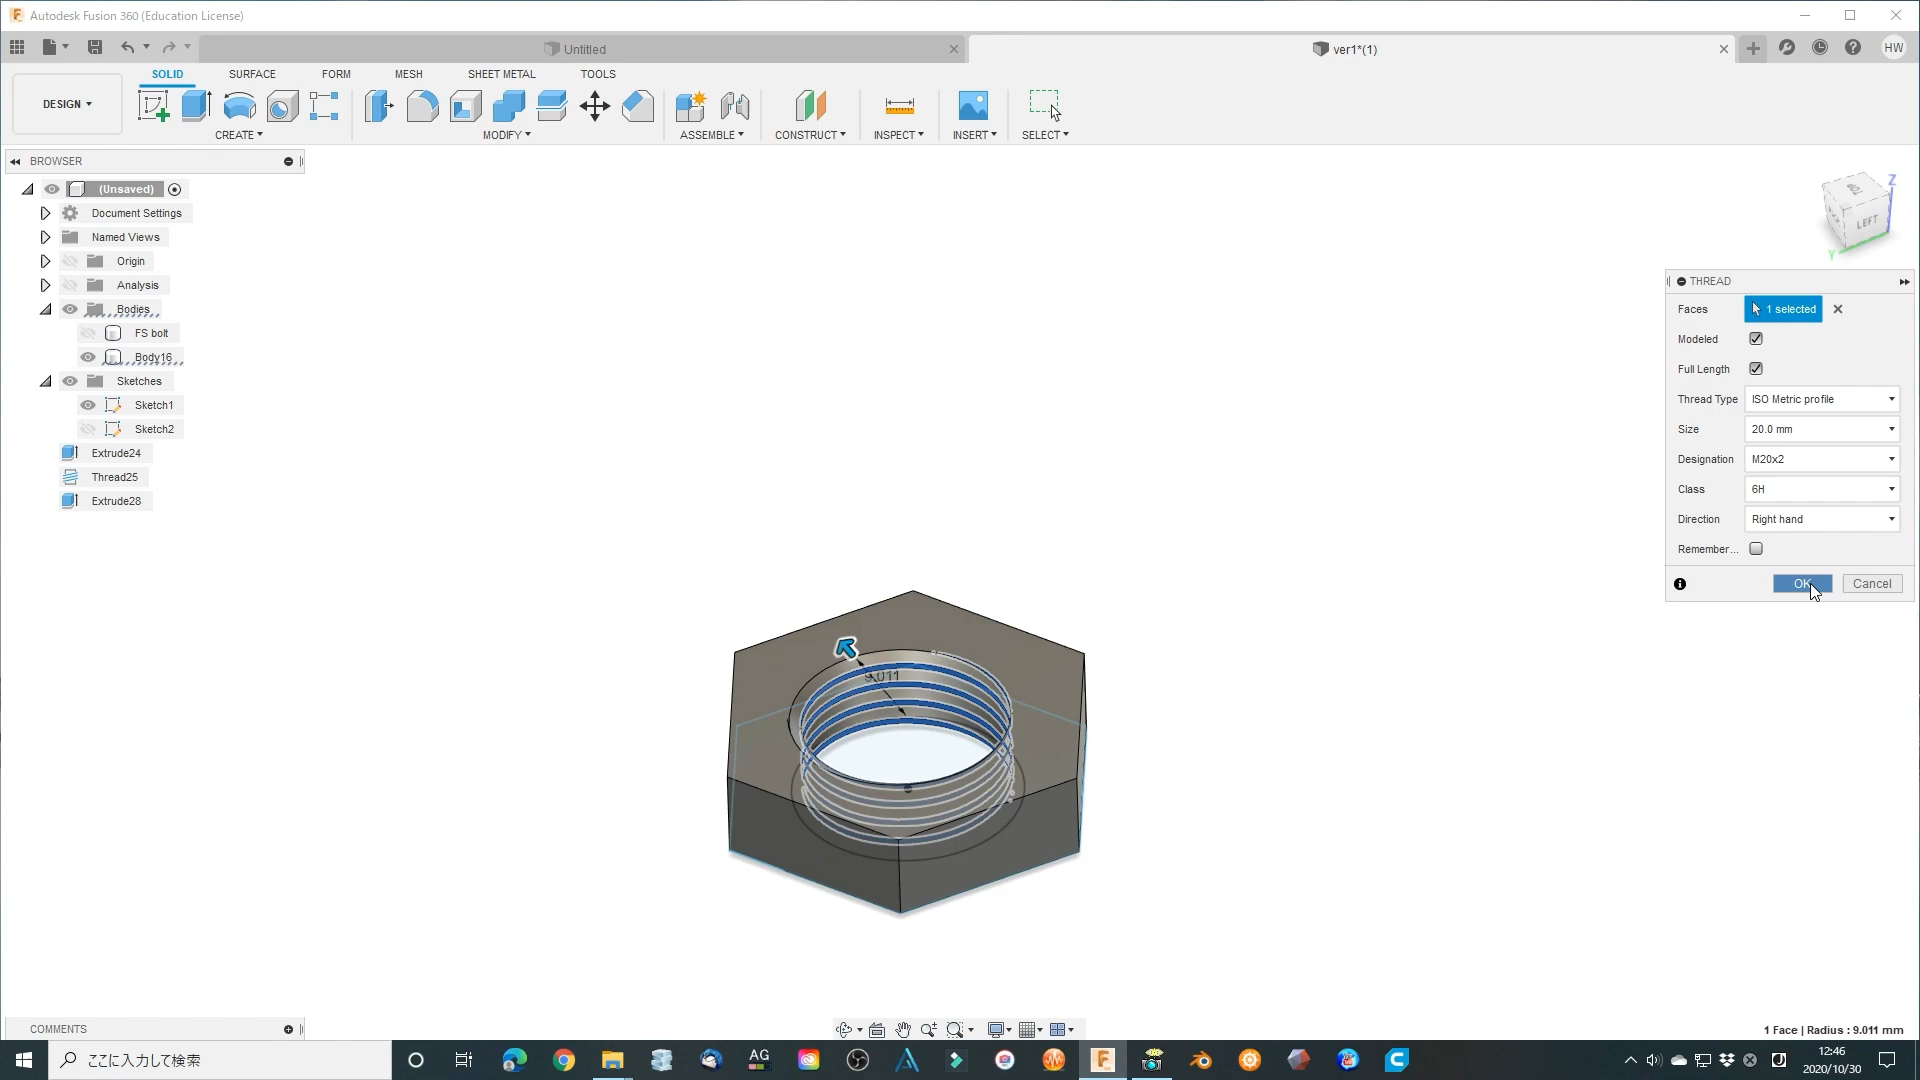 Autodesk Fusion 360 (Education License)
Untitled
ver1*(1)
HW
DESIGN
SOLID
SURFACE
FORM
MESH
SHEET METAL
TOOLS
CREATE
MODIFY
ASSEMBLE
CONSTRUCT
INSPECT
INSERT
SELECT
BROWSER
(Unsaved)
Document Settings
Named Views
Origin
Analysis
Bodies
FS bolt
Body16
Sketches
Sketch1
Sketch2
Extrude24
Thread25
Extrude28
Z
LEFT
Y
THREAD
Faces 1 selected
Modeled
Full Length
Thread Type ISO Metric profile
Size 20.0 mm
Designation M20x2
Class 6H
Direction Right hand
Remember...
OK Cancel
9.011
COMMENTS
1 Face | Radius : 9.011 mm
ここに入力して検索
AG
12:46
2020/10/30